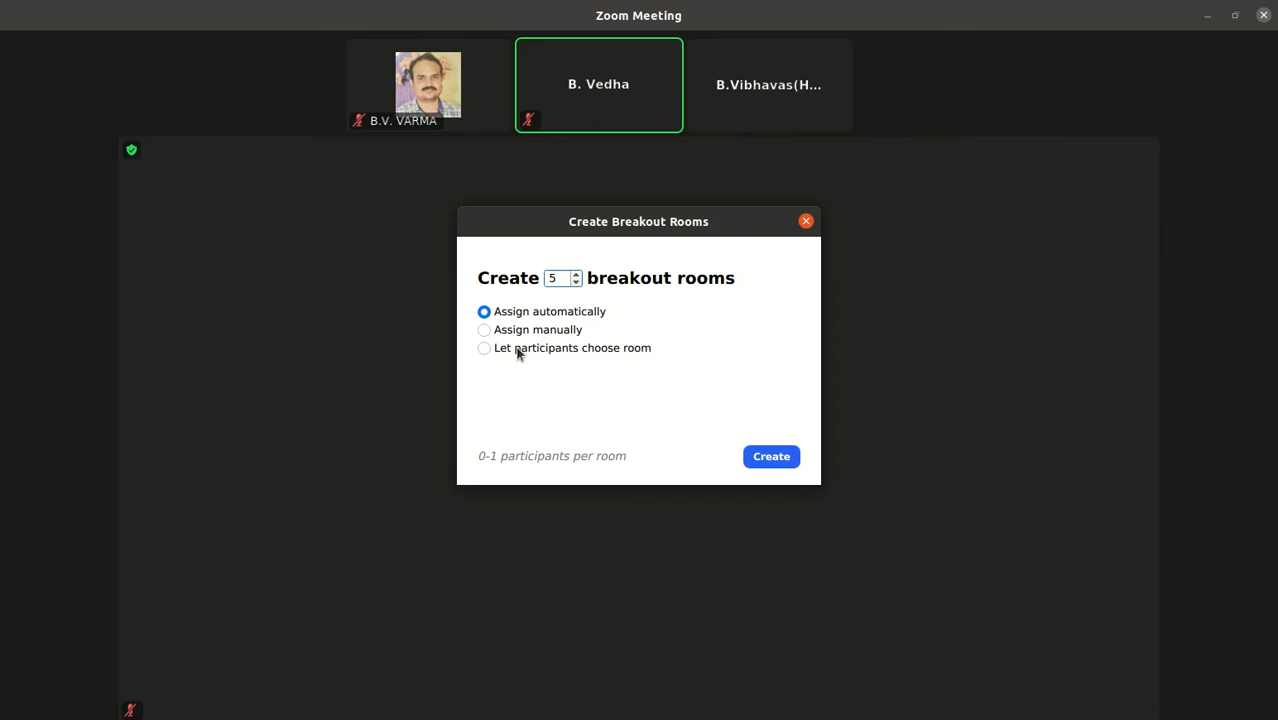 Zoom Meeting
B.V. VARMA
B. Vedha
B.Vibhavas(H...
Create Breakout Rooms
Create 5 breakout rooms
Assign automatically
Assign manually
Let participants choose room
0-1 participants per room
Create